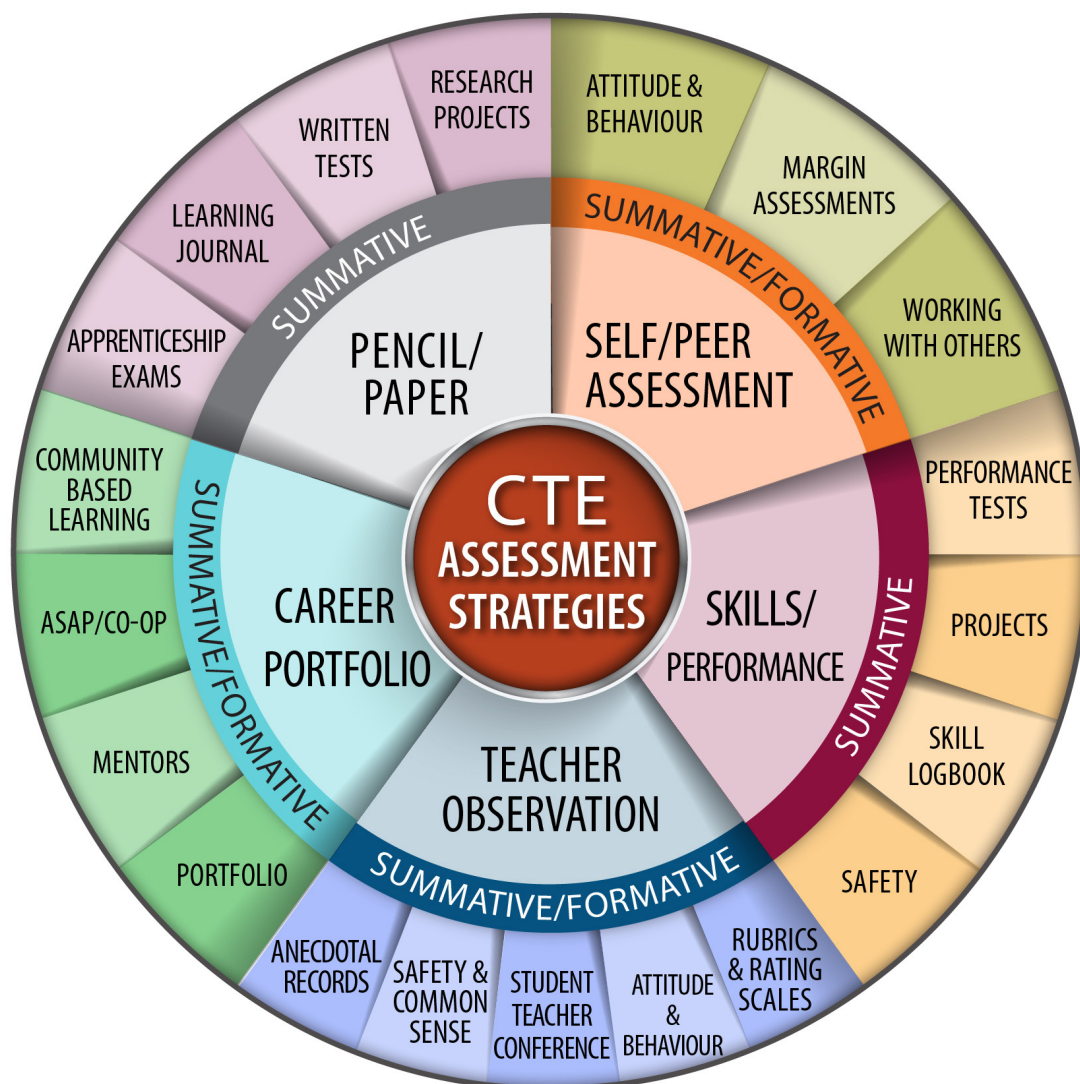 CTE
ASSESSMENT
STRATEGIES
SELF/PEER
ASSESSMENT
SUMMATIVE/FORMATIVE
ATTITUDE &
BEHAVIOUR
MARGIN
ASSESSMENTS
WORKING
WITH OTHERS
SKILLS/
PERFORMANCE
SUMMATIVE
PERFORMANCE
TESTS
PROJECTS
SKILL
LOGBOOK
SAFETY
TEACHER
OBSERVATION
SUMMATIVE/FORMATIVE
RUBRICS
& RATING
SCALES
ATTITUDE
&
BEHAVIOUR
STUDENT
TEACHER
CONFERENCE
SAFETY &
COMMON
SENSE
ANECDOTAL
RECORDS
CAREER
PORTFOLIO
SUMMATIVE/FORMATIVE
PORTFOLIO
MENTORS
ASAP/CO-OP
COMMUNITY
BASED
LEARNING
PENCIL/
PAPER
SUMMATIVE
APPRENTICESHIP
EXAMS
LEARNING
JOURNAL
WRITTEN
TESTS
RESEARCH
PROJECTS